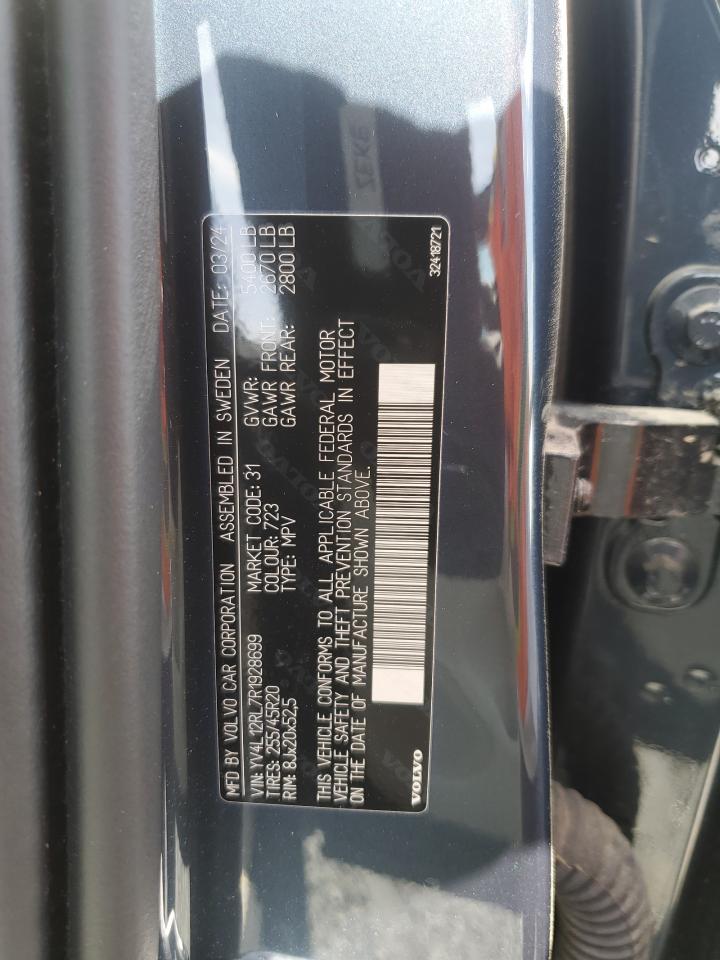 MFD BY VOLVO CAR CORPORATION ASSEMBLED IN SWEDEN DATE: 03/24
VIN: YV4L12RL7R1928699 MARKET CODE: 31 GVWR: 5400 LB
TIRES: 255/45R20 COLOUR: 723 GAWR FRONT: 2670 LB
RIM: 8Jx20x52,5 TYPE: MPV GAWR REAR: 2800 LB
THIS VEHICLE CONFORMS TO ALL APPLICABLE FEDERAL MOTOR
VEHICLE SAFETY AND THEFT PREVENTION STANDARDS IN EFFECT
ON THE DATE OF MANUFACTURE SHOWN ABOVE.
VOLVO 32418721